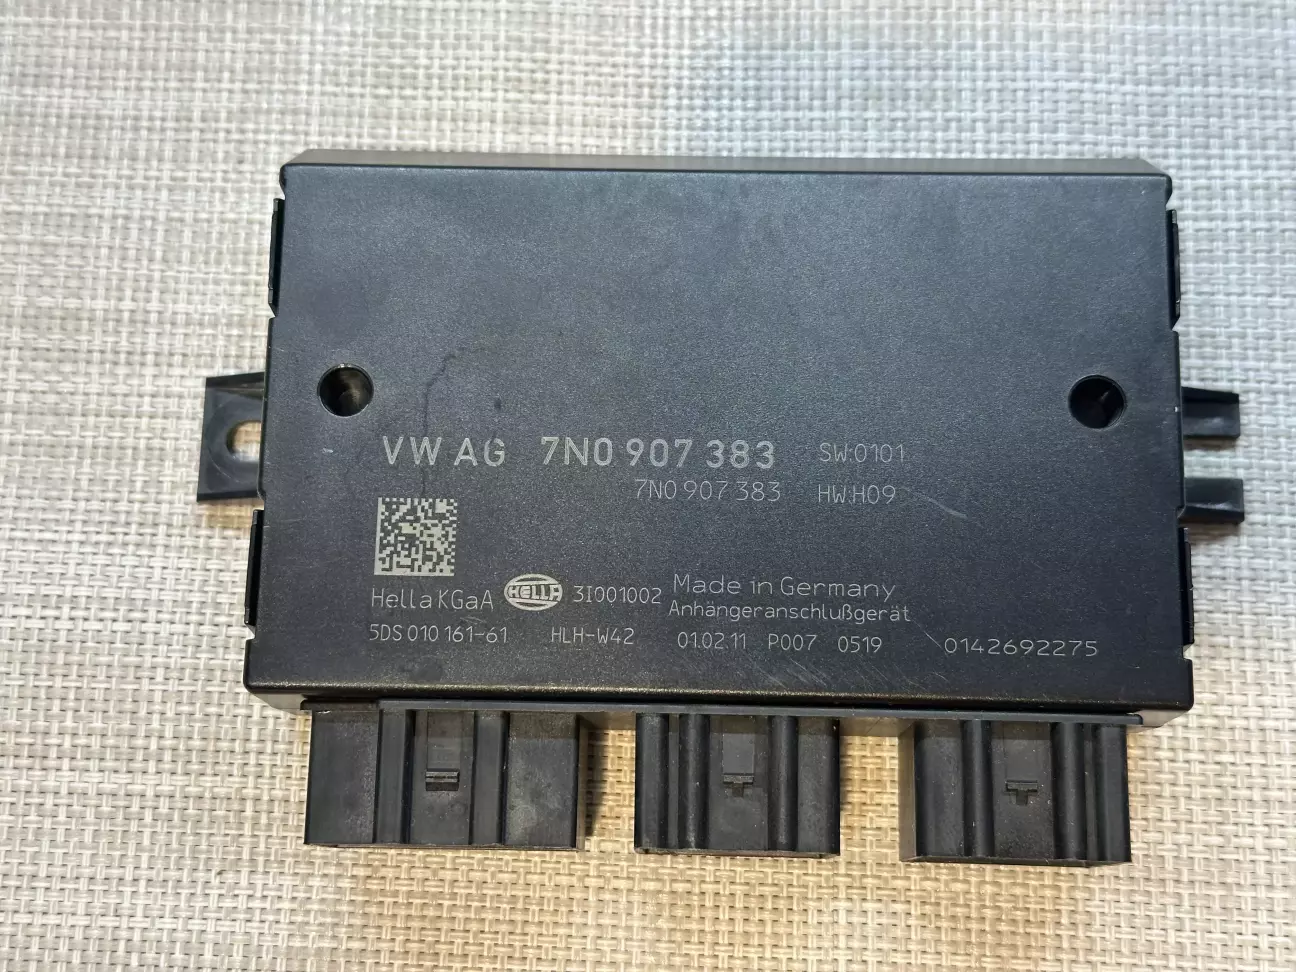 VW AG 7N0 907 383 SW:0101
7N0 907 383 HW:H09
Hella KGaA HELLA 3I001002 Made in Germany
Anhängeranschlußgerät
5DS 010 161-61 HLH-W42 01.02.11 P007 0519 0142692275